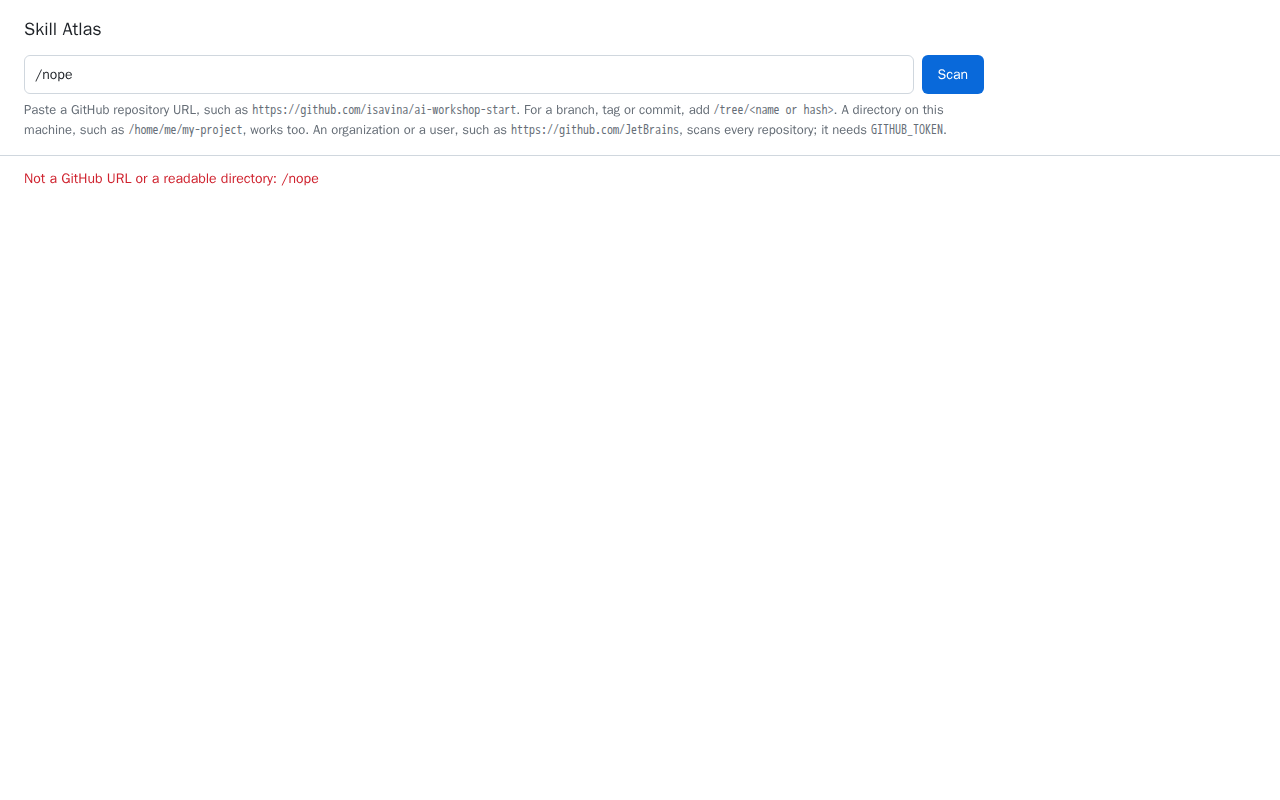 Skill Atlas
/nope
Scan
Paste a GitHub repository URL, such as https://github.com/isavina/ai-workshop-start. For a branch, tag or commit, add /tree/<name or hash>. A directory on this
machine, such as /home/me/my-project, works too. An organization or a user, such as https://github.com/JetBrains, scans every repository; it needs GITHUB_TOKEN.
Not a GitHub URL or a readable directory: /nope